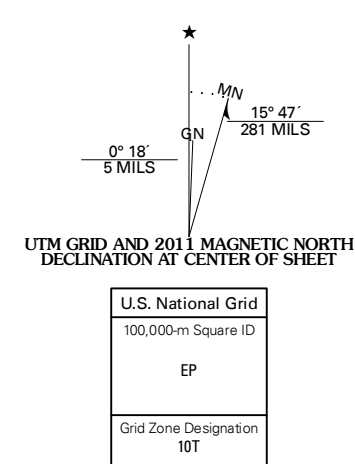 ★
MN
GN
15° 47´
281 MILS
0° 18´
5 MILS
UTM GRID AND 2011 MAGNETIC NORTH
DECLINATION AT CENTER OF SHEET
U.S. National Grid
100,000-m Square ID
EP
Grid Zone Designation
10T